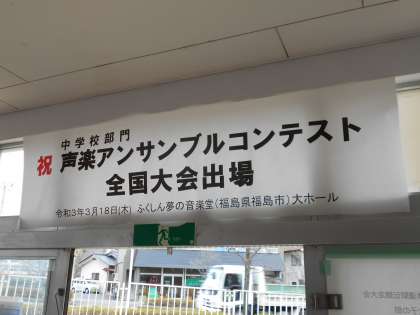 祝 中学校部門
声楽アンサンブルコンテスト
全国大会出場
令和3年3月18日(木) ふくしん夢の音楽堂(福島県福島市)大ホール